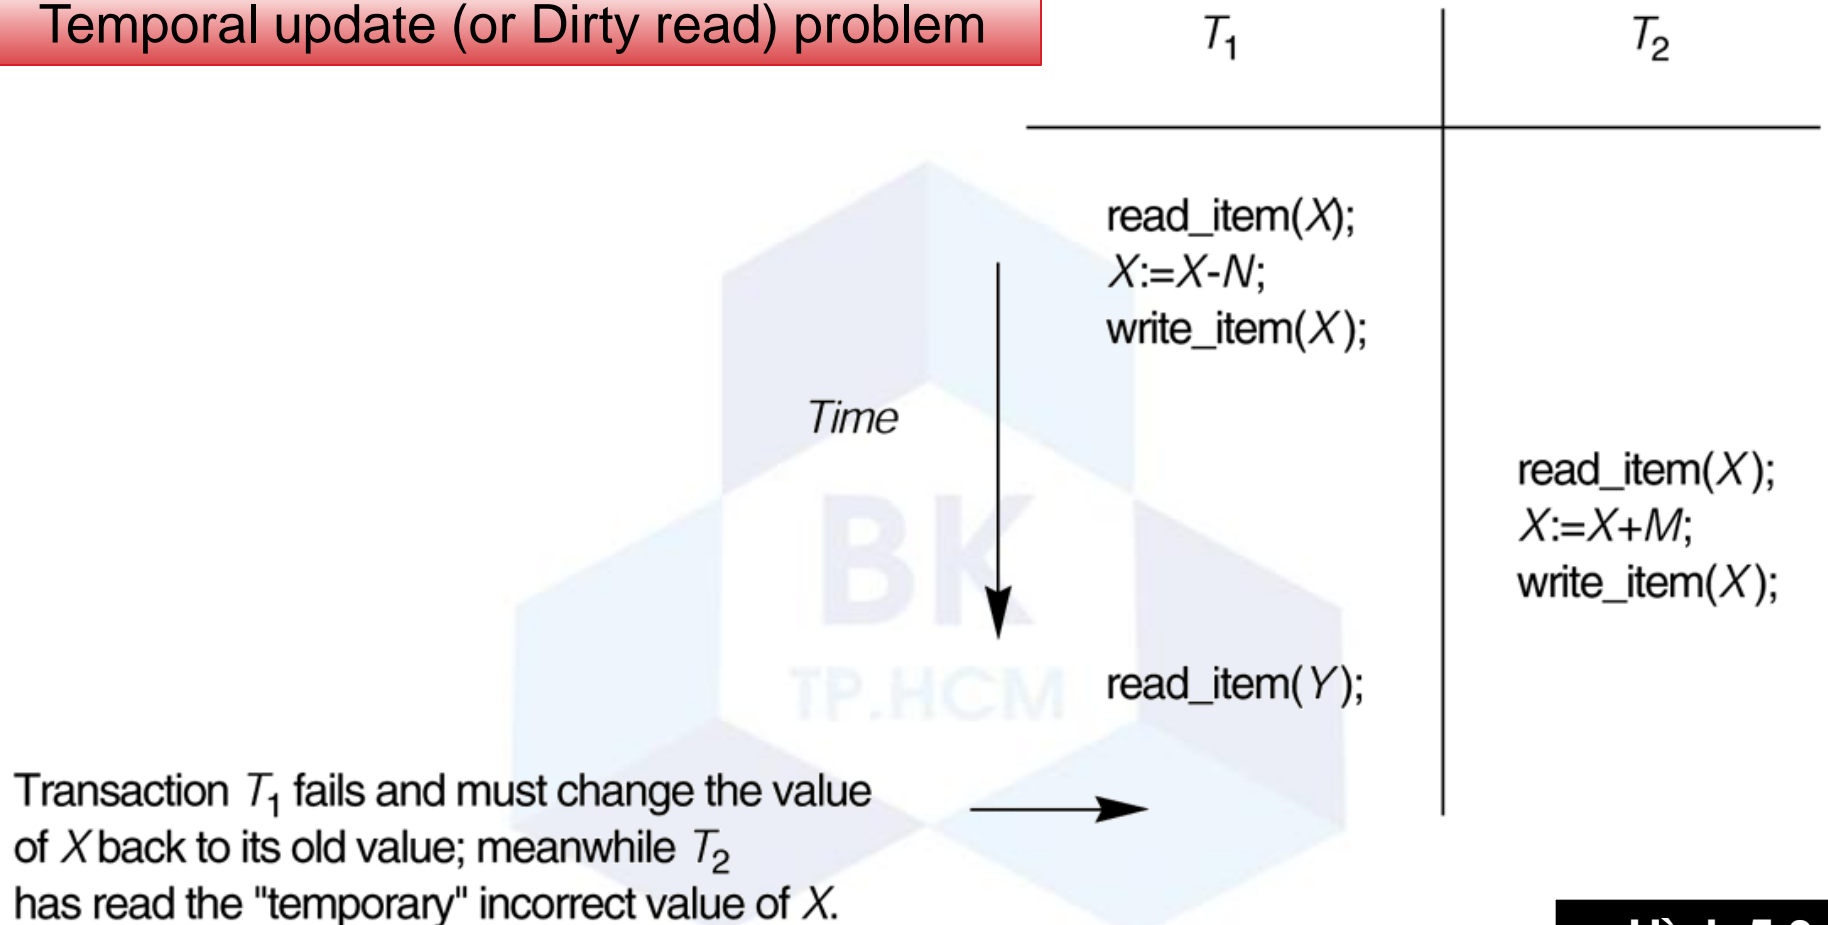 Temporal update (or Dirty read) problem
T1
T2
read_item(X);
X:=X-N;
write_item(X);
Time
read_item(X);
X:=X+M;
write_item(X);
BK
TP.HCM
read_item(Y);
Transaction T1 fails and must change the value
of X back to its old value; meanwhile T2
has read the "temporary" incorrect value of X.